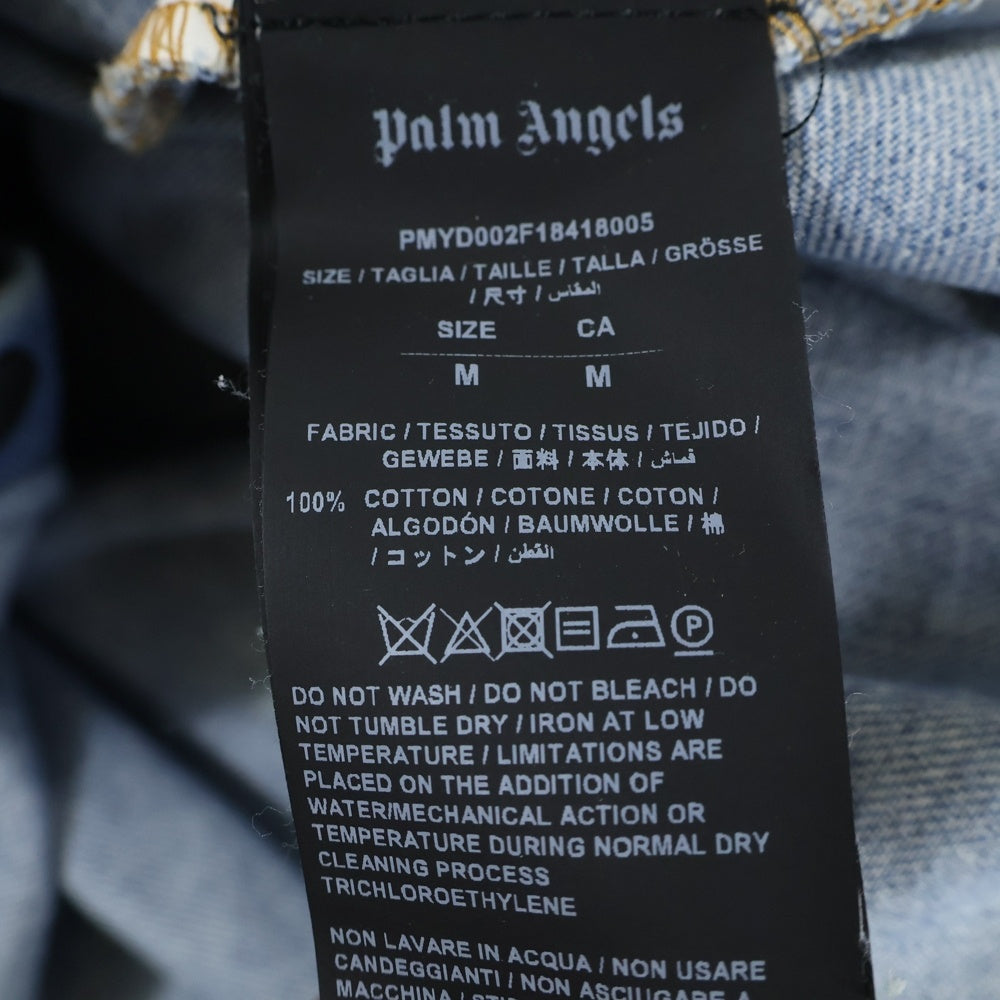 Palm Angels
PMYD002F18418005
SIZE / TAGLIA / TAILLE / TALLA / GRÖSSE
/ 尺寸 / المقاس
SIZE CA
M M
FABRIC / TESSUTO / TISSUS / TEJIDO /
GEWEBE / 面料 / 本体 / قماش
100% COTTON / COTONE / COTON /
ALGODÓN / BAUMWOLLE / 棉
/ コットン / القطن
P
DO NOT WASH / DO NOT BLEACH / DO
NOT TUMBLE DRY / IRON AT LOW
TEMPERATURE / LIMITATIONS ARE
PLACED ON THE ADDITION OF
WATER/MECHANICAL ACTION OR
TEMPERATURE DURING NORMAL DRY
CLEANING PROCESS
TRICHLOROETHYLENE
NON LAVARE IN ACQUA / NON USARE
CANDEGGIANTI / NON ASCIUGARE A
MACCHINA /